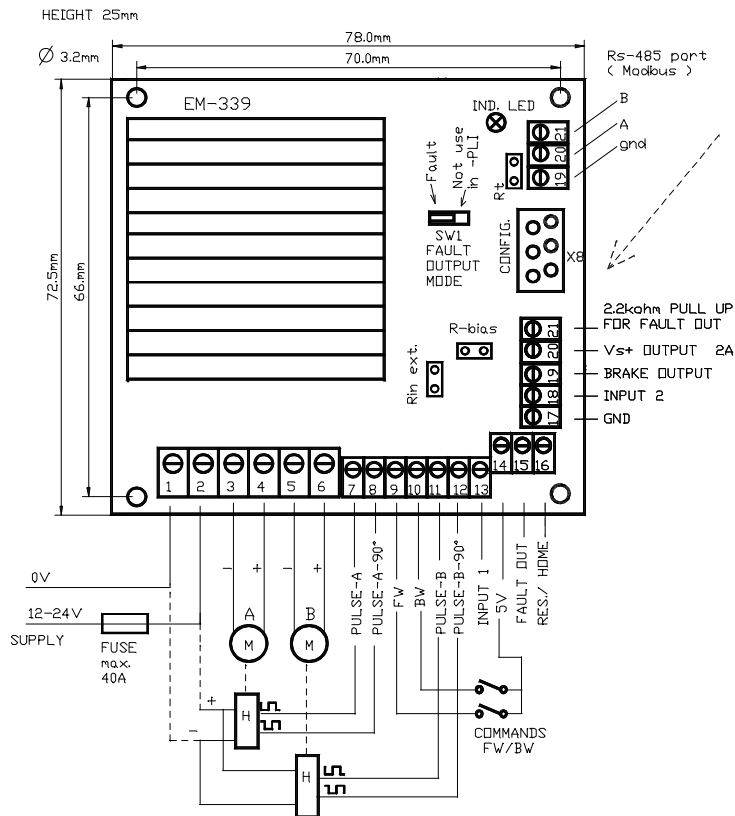 HEIGHT 25mm
Ø 3.2mm
78.0mm
70.0mm
Rs-485 port
( Modbus )
EM-339
IND. LED
B
A
gnd
21
20
19
Rt
Fault
Not use
in -PLI
SW1
FAULT
OUTPUT
MODE
CONFIG.
X8
72.5mm
66.mm
R-bias
Rin ext.
2.2kohm PULL UP
FOR FAULT OUT
Vs+ OUTPUT 2A
BRAKE OUTPUT
INPUT 2
GND
21
20
19
18
17
1 2 3 4 5 6 7 8 9 10 11 12 13 14 15 16
0V
12-24V
SUPPLY
FUSE
max.
40A
- + - +
A
B
M
M
PULSE-A
PULSE-A-90°
FW
BW
PULSE-B
PULSE-B-90°
INPUT 1
5V
FAULT OUT
RES./ HOME
+
-
H
H
COMMANDS
FW/BW